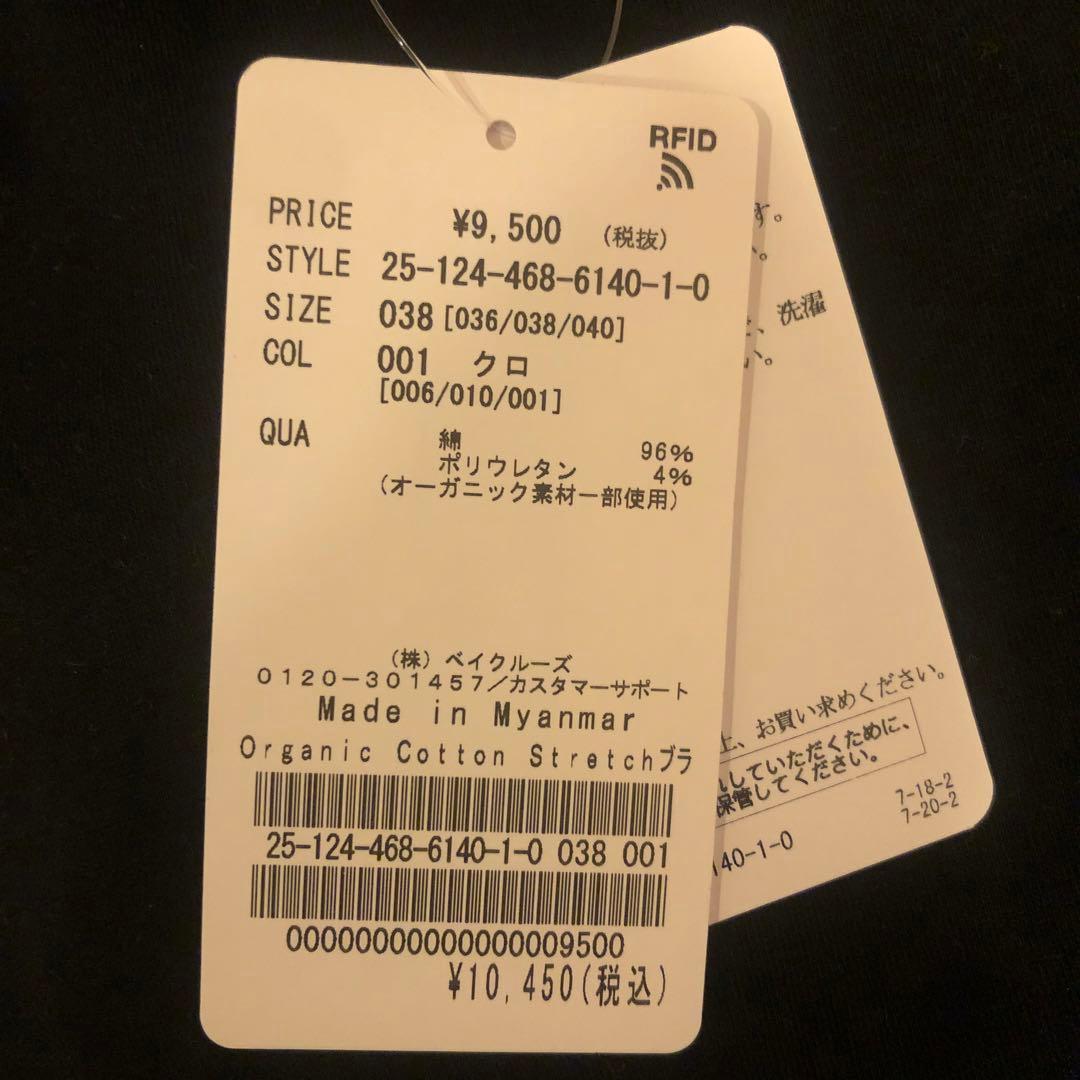 RFID
PRICE ¥9,500 (税抜)
STYLE 25-124-468-6140-1-0
SIZE 038 [036/038/040]
COL 001 クロ
[006/010/001]
QUA 綿 96%
ポリウレタン 4%
(オーガニック素材一部使用)
(株)ベイクルーズ
0120-301457/カスタマーサポート
Made in Myanmar
Organic Cotton Stretchブラ
25-124-468-6140-1-0 038 001
00000000000000009500
¥10,450(税込)
す。
、洗濯
い。
上、お買い求めください。
していただくために、
保管してください。
7-18-2
7-20-2
140-1-0